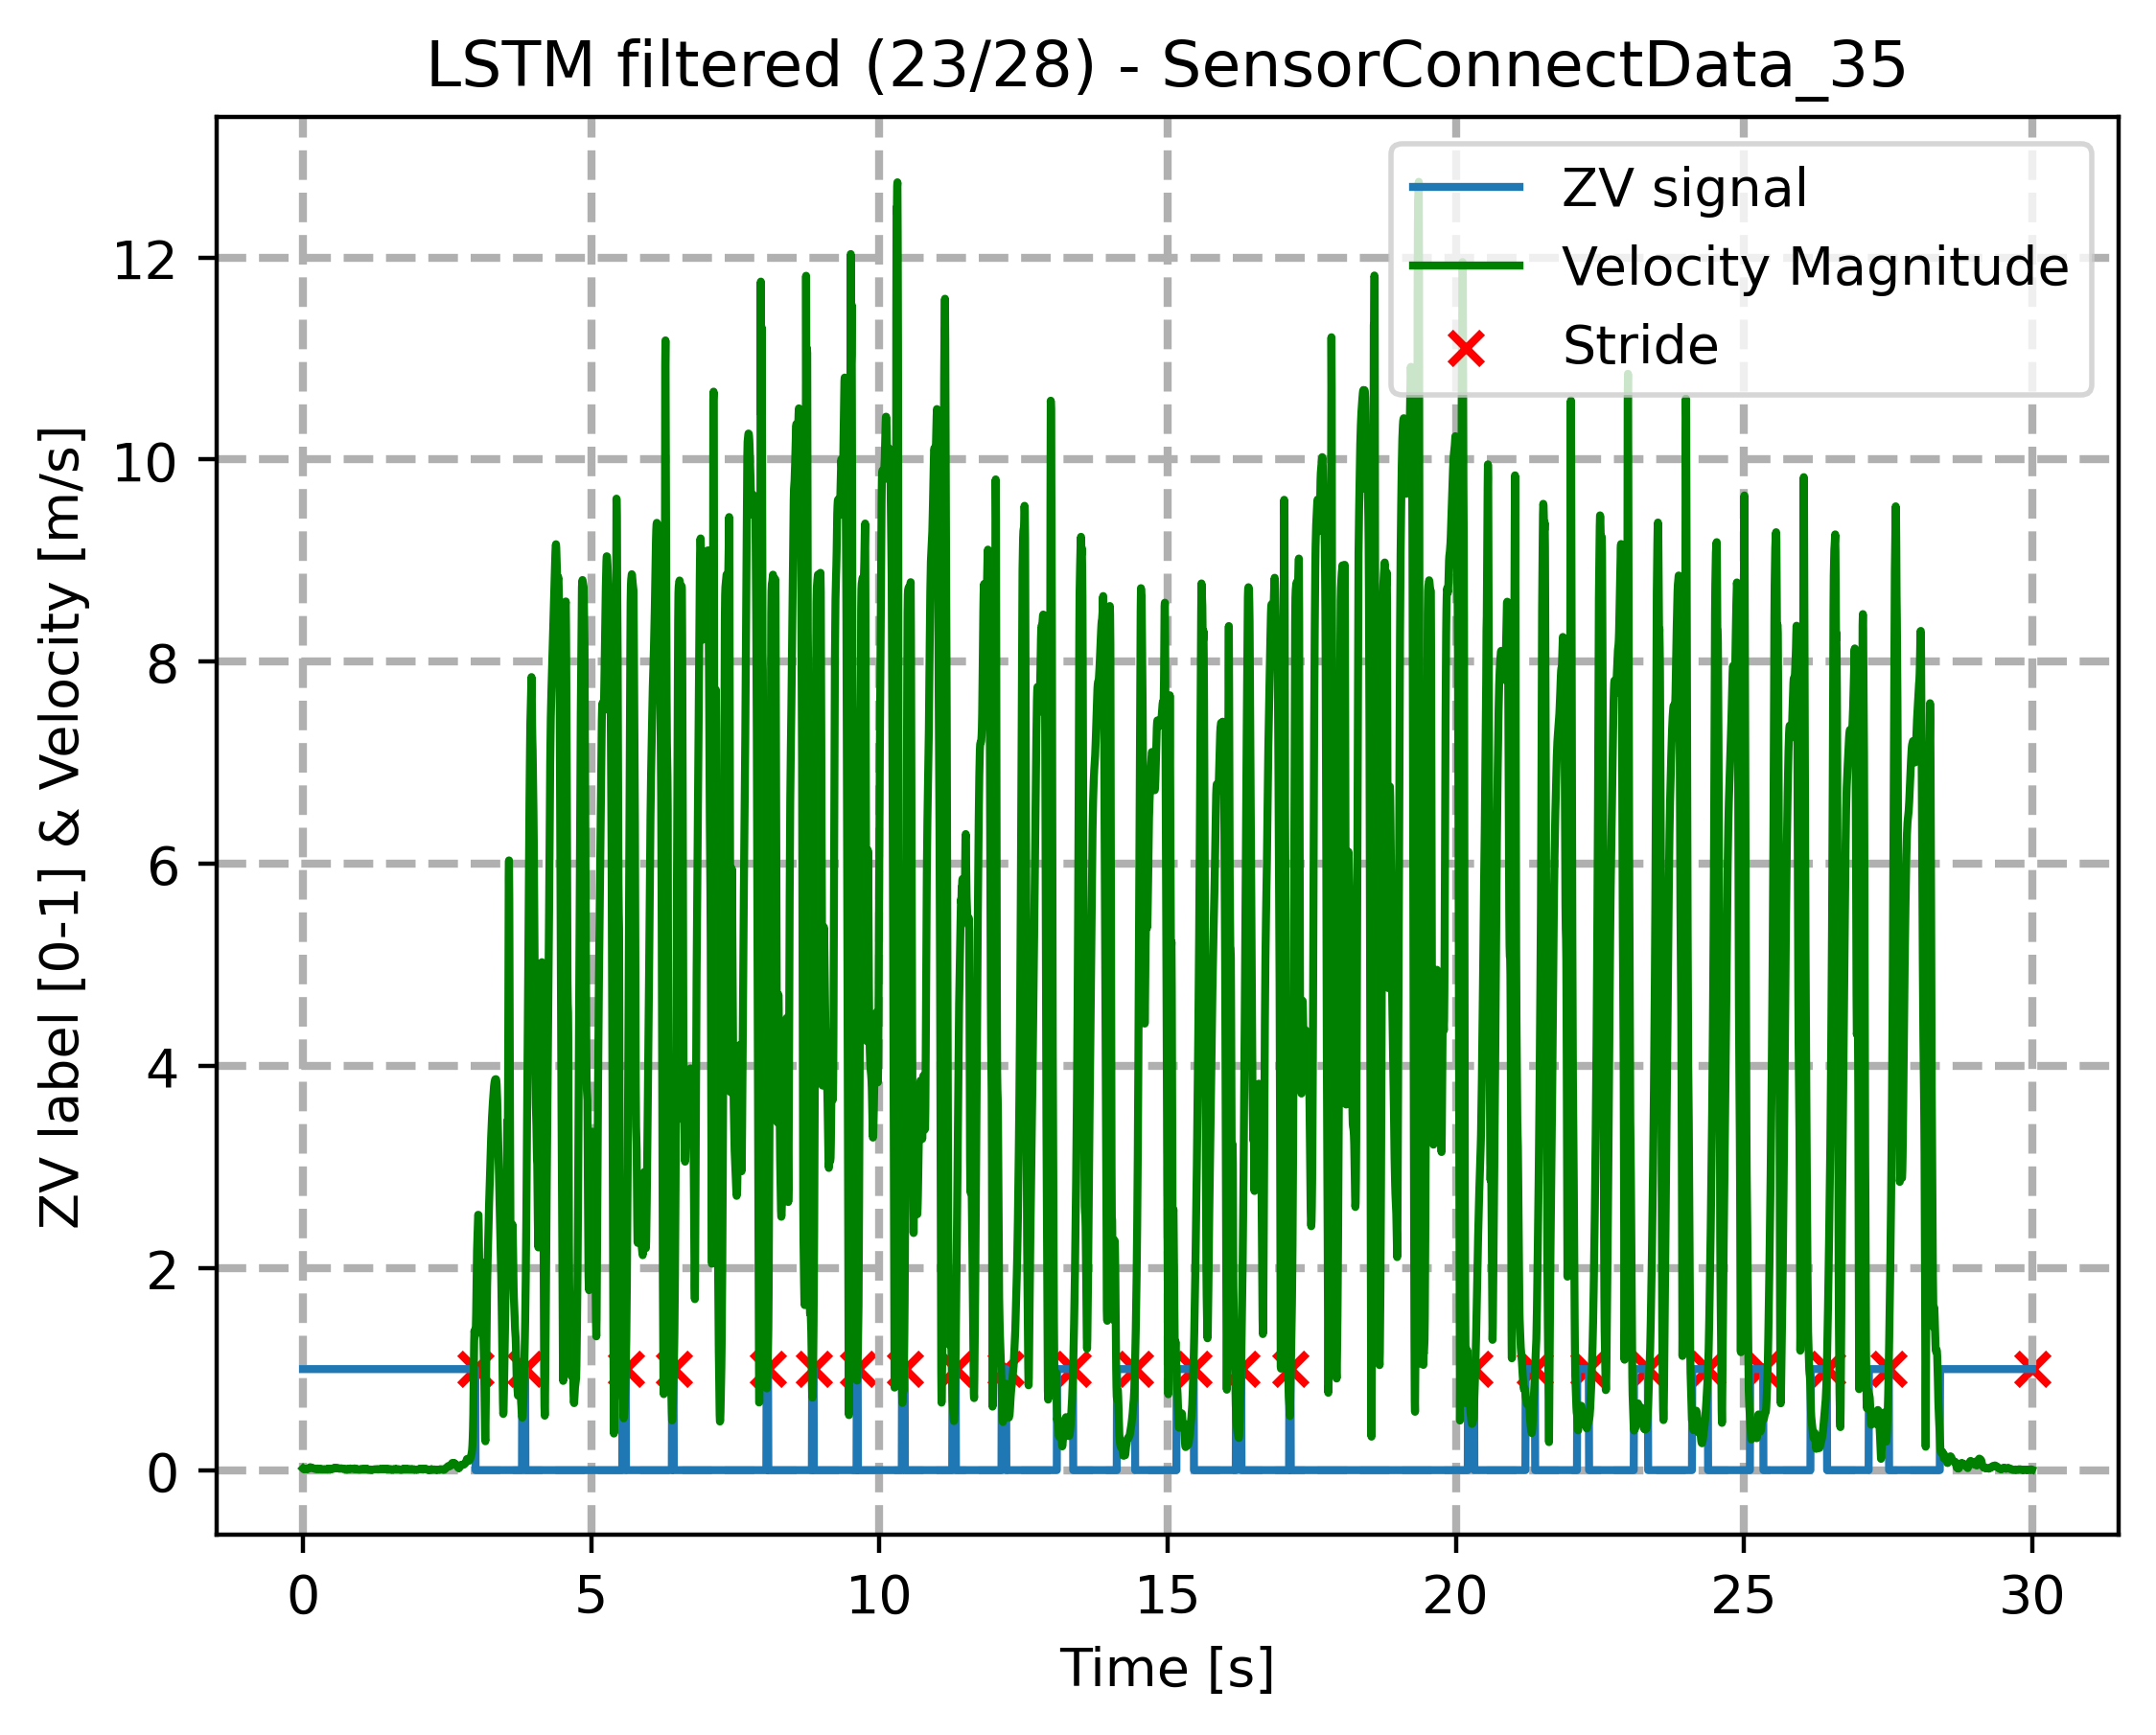 LSTM filtered (23/28) - SensorConnectData_35
ZV signal
Velocity Magnitude
Stride
ZV label [0-1] & Velocity [m/s]
12
10
8
6
4
2
0
0 5 10 15 20 25 30
Time [s]